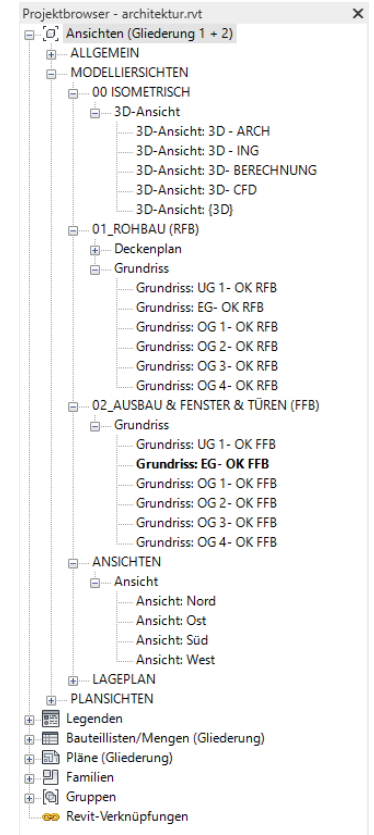 Projektbrowser - architektur.rvt
Ansichten (Gliederung 1 + 2)
ALLGEMEIN
MODELLIERSICHTEN
00 ISOMETRISCH
3D-Ansicht
3D-Ansicht: 3D - ARCH
3D-Ansicht: 3D - ING
3D-Ansicht: 3D- BERECHNUNG
3D-Ansicht: 3D- CFD
3D-Ansicht: {3D}
01_ROHBAU (RFB)
Deckenplan
Grundriss
Grundriss: UG 1- OK RFB
Grundriss: EG- OK RFB
Grundriss: OG 1- OK RFB
Grundriss: OG 2- OK RFB
Grundriss: OG 3- OK RFB
Grundriss: OG 4- OK RFB
02_AUSBAU & FENSTER & TÜREN (FFB)
Grundriss
Grundriss: UG 1- OK FFB
Grundriss: EG- OK FFB
Grundriss: OG 1- OK FFB
Grundriss: OG 2- OK FFB
Grundriss: OG 3- OK FFB
Grundriss: OG 4- OK FFB
ANSICHTEN
Ansicht
Ansicht: Nord
Ansicht: Ost
Ansicht: Süd
Ansicht: West
LAGEPLAN
PLANSICHTEN
Legenden
Bauteillisten/Mengen (Gliederung)
Pläne (Gliederung)
Familien
Gruppen
Revit-Verknüpfungen